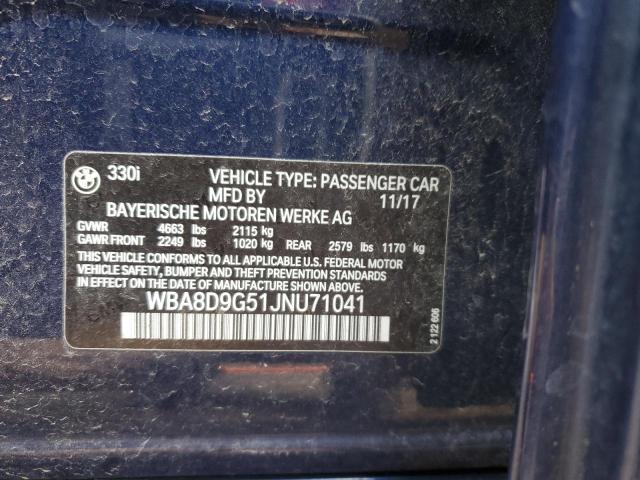 330i VEHICLE TYPE: PASSENGER CAR
MFD BY 11/17
BAYERISCHE MOTOREN WERKE AG
GVWR 4663 lbs 2115 kg
GAWR FRONT 2249 lbs 1020 kg REAR 2579 lbs 1170 kg
THIS VEHICLE CONFORMS TO ALL APPLICABLE U.S. FEDERAL MOTOR
VEHICLE SAFETY, BUMPER AND THEFT PREVENTION STANDARDS
IN EFFECT ON THE DATE OF MANUFACTURE SHOWN ABOVE.
WBA8D9G51JNU71041
2 122 606